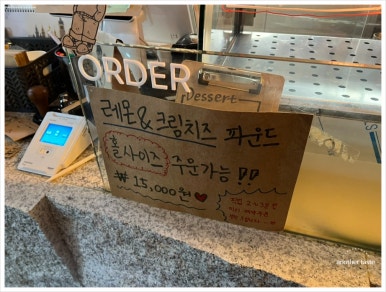 ORDER
Dessert
레몬&크림치즈 파운드
홀 사이즈 주문가능!!
₩ 15,000원